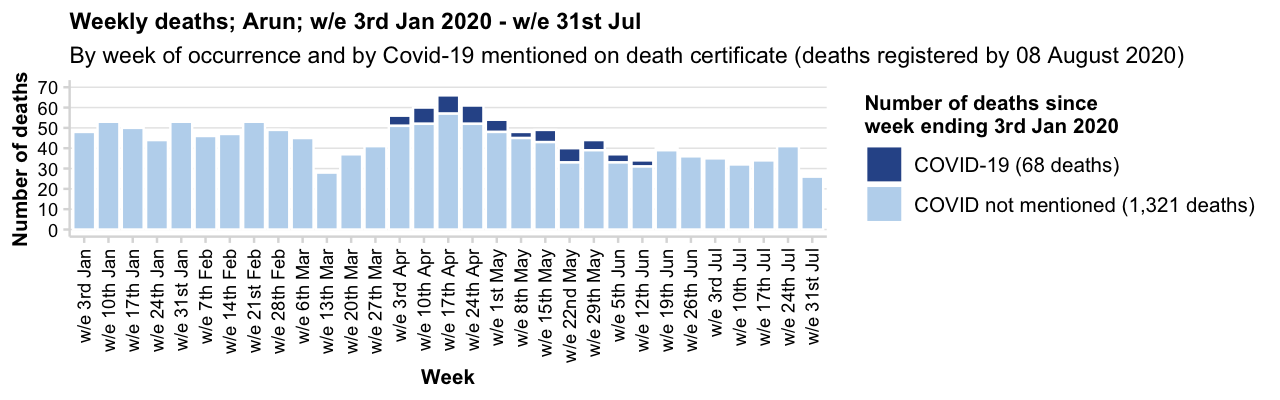 Weekly deaths; Arun; w/e 3rd Jan 2020 - w/e 31st Jul
By week of occurrence and by Covid-19 mentioned on death certificate (deaths registered by 08 August 2020)
Number of deaths
70
60
50
40
30
20
10
0
w/e 3rd Jan
w/e 10th Jan
w/e 17th Jan
w/e 24th Jan
w/e 31st Jan
w/e 7th Feb
w/e 14th Feb
w/e 21st Feb
w/e 28th Feb
w/e 6th Mar
w/e 13th Mar
w/e 20th Mar
w/e 27th Mar
w/e 3rd Apr
w/e 10th Apr
w/e 17th Apr
w/e 24th Apr
w/e 1st May
w/e 8th May
w/e 15th May
w/e 22nd May
w/e 29th May
w/e 5th Jun
w/e 12th Jun
w/e 19th Jun
w/e 26th Jun
w/e 3rd Jul
w/e 10th Jul
w/e 17th Jul
w/e 24th Jul
w/e 31st Jul
Week
Number of deaths since
week ending 3rd Jan 2020
COVID-19 (68 deaths)
COVID not mentioned (1,321 deaths)